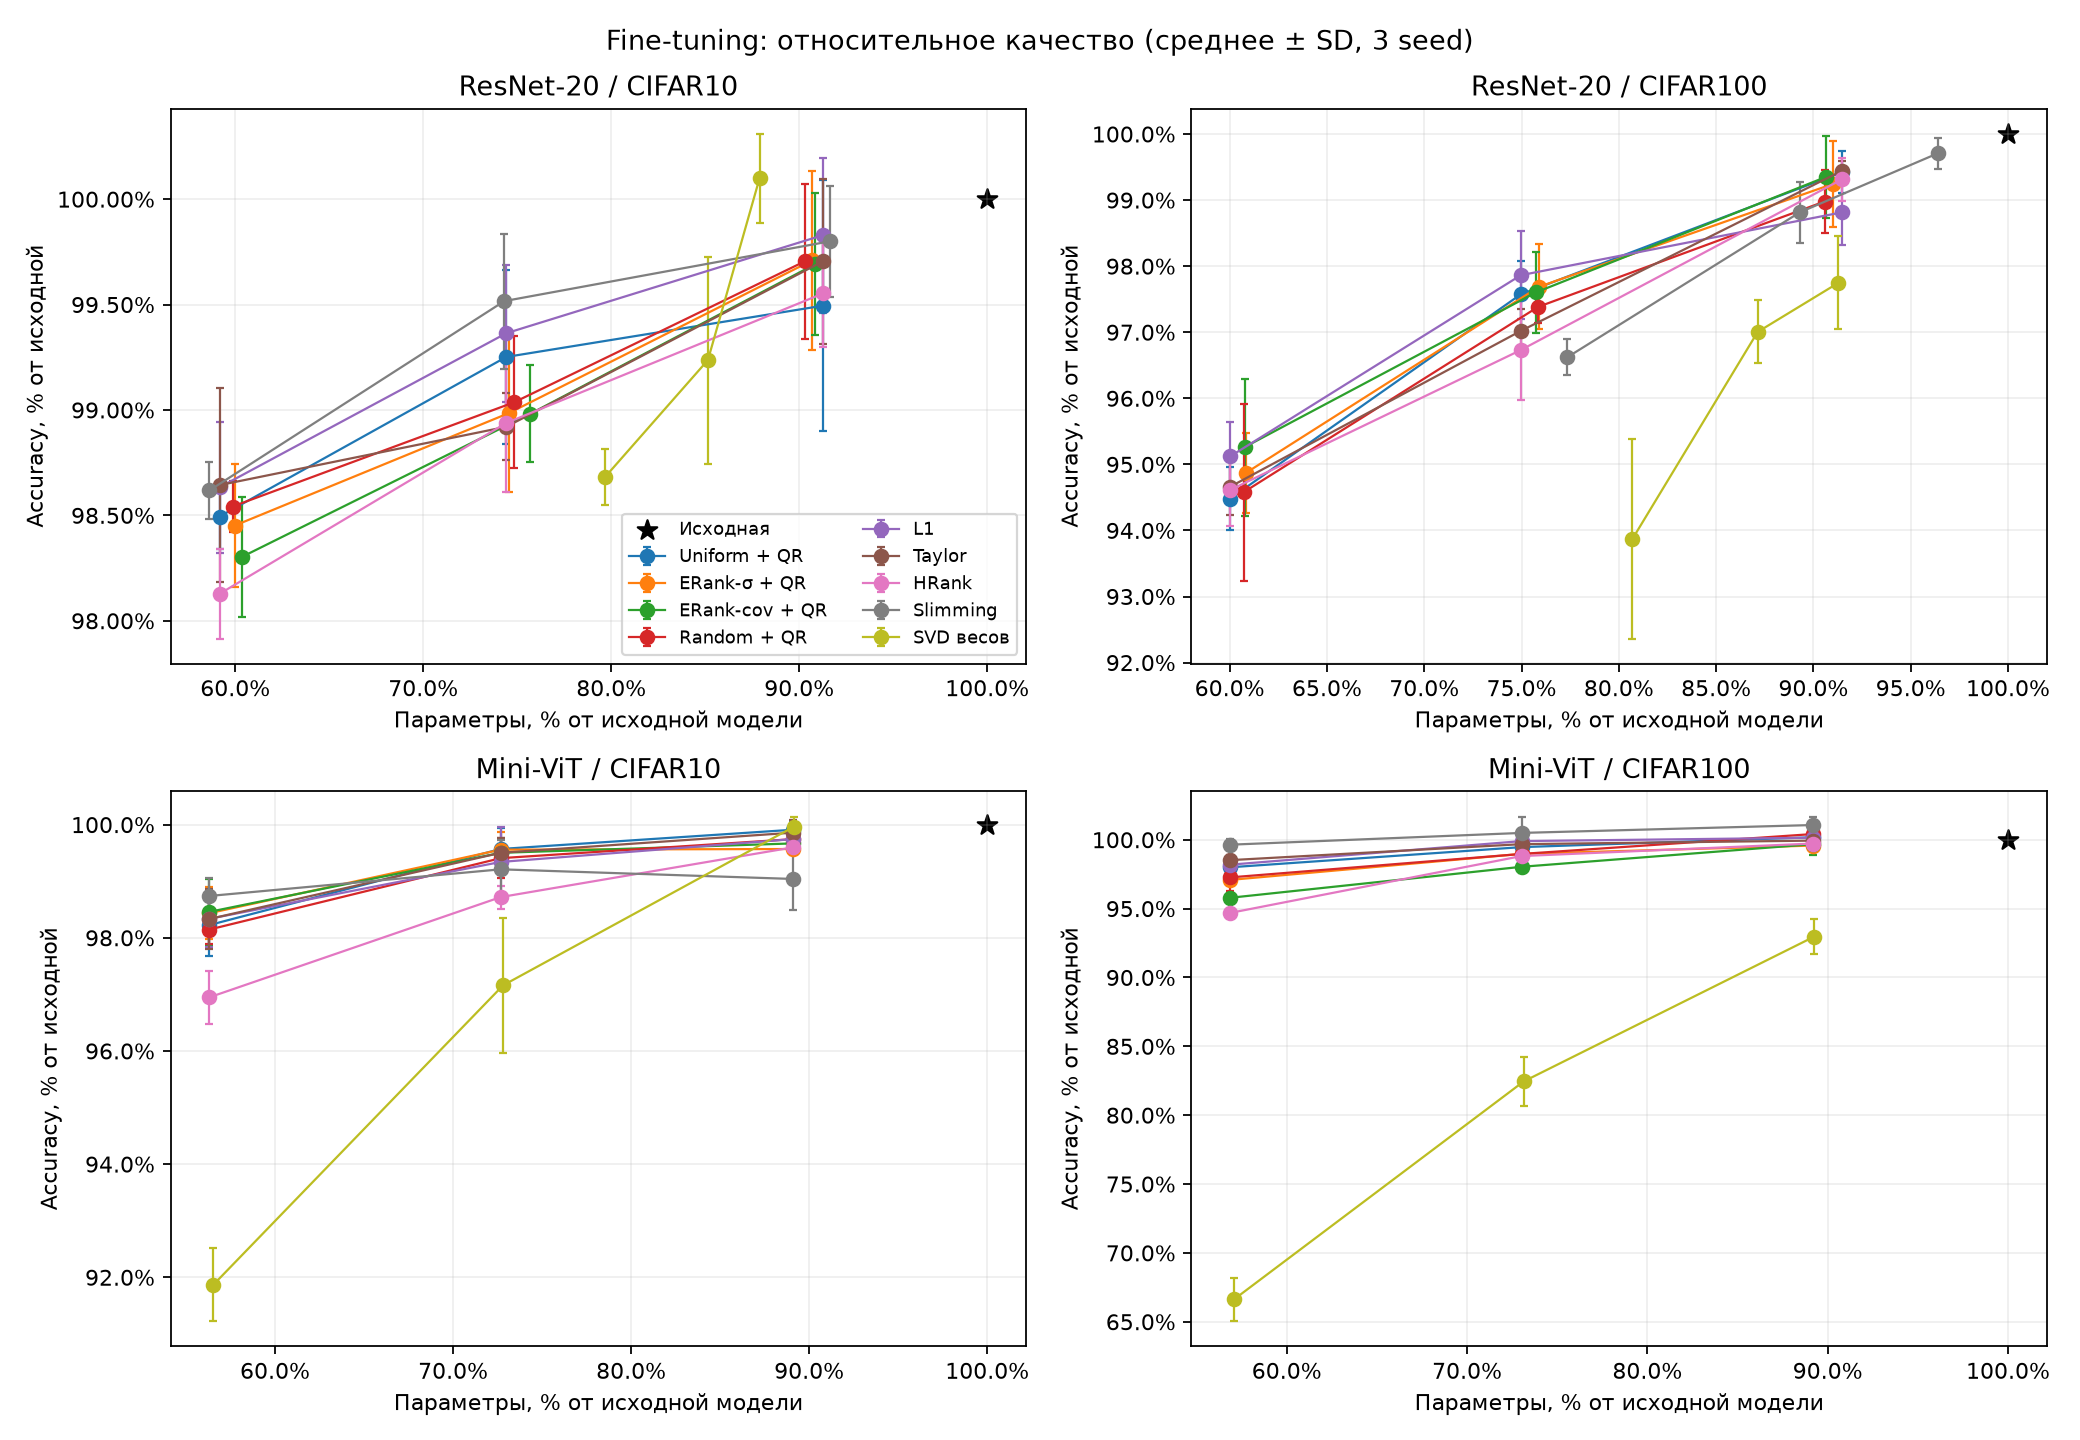 Fine-tuning: относительное качество (среднее ± SD, 3 seed)
ResNet-20 / CIFAR10
Accuracy, % от исходной
100.00%
99.50%
99.00%
98.50%
98.00%
60.0% 70.0% 80.0% 90.0% 100.0%
Параметры, % от исходной модели
Исходная
Uniform + QR
ERank-σ + QR
ERank-cov + QR
Random + QR
L1
Taylor
HRank
Slimming
SVD весов
ResNet-20 / CIFAR100
Accuracy, % от исходной
100.0%
99.0%
98.0%
97.0%
96.0%
95.0%
94.0%
93.0%
92.0%
60.0% 65.0% 70.0% 75.0% 80.0% 85.0% 90.0% 95.0% 100.0%
Параметры, % от исходной модели
Mini-ViT / CIFAR10
Accuracy, % от исходной
100.0%
98.0%
96.0%
94.0%
92.0%
60.0% 70.0% 80.0% 90.0% 100.0%
Параметры, % от исходной модели
Mini-ViT / CIFAR100
Accuracy, % от исходной
100.0%
95.0%
90.0%
85.0%
80.0%
75.0%
70.0%
65.0%
60.0% 70.0% 80.0% 90.0% 100.0%
Параметры, % от исходной модели